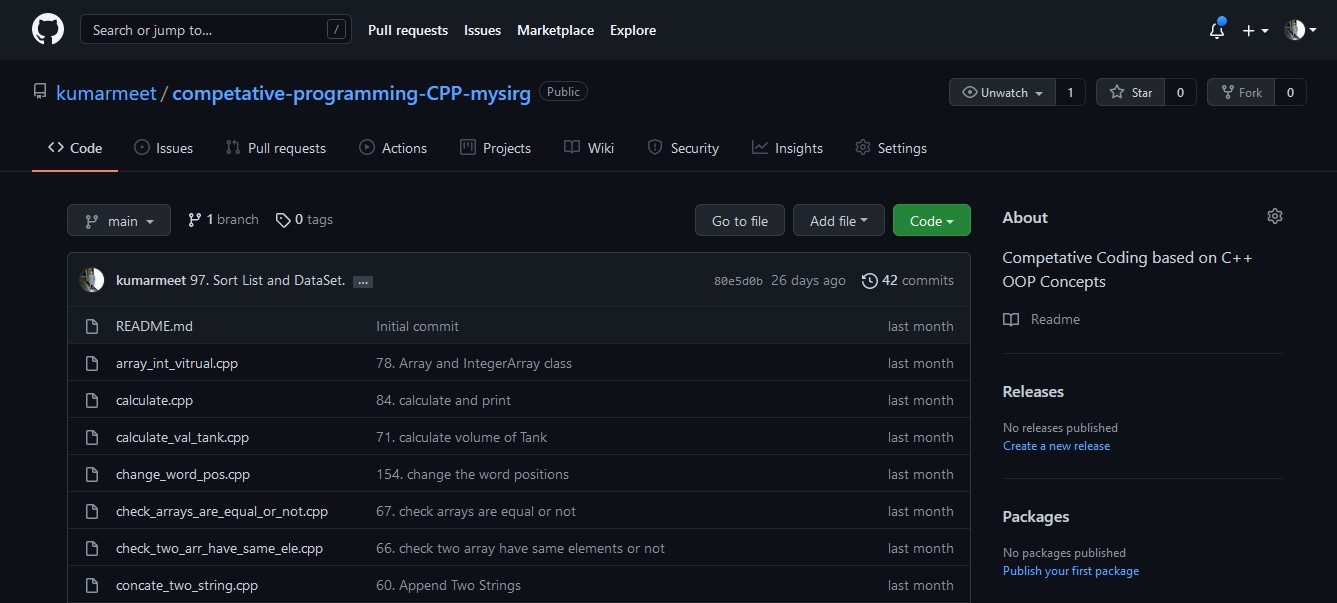 Search or jump to... / Pull requests Issues Marketplace Explore
kumarmeet / competative-programming-CPP-mysirg Public Unwatch 1 Star 0 Fork 0
Code Issues Pull requests Actions Projects Wiki Security Insights Settings
main 1 branch 0 tags Go to file Add file Code
kumarmeet 97. Sort List and DataSet. ... 80e5d0b 26 days ago 42 commits
README.md Initial commit last month
array_int_vitrual.cpp 78. Array and IntegerArray class last month
calculate.cpp 84. calculate and print last month
calculate_val_tank.cpp 71. calculate volume of Tank last month
change_word_pos.cpp 154. change the word positions last month
check_arrays_are_equal_or_not.cpp 67. check arrays are equal or not last month
check_two_arr_have_same_ele.cpp 66. check two array have same elements or not last month
concate_two_string.cpp 60. Append Two Strings last month
About
Competative Coding based on C++
OOP Concepts
Readme
Releases
No releases published
Create a new release
Packages
No packages published
Publish your first package